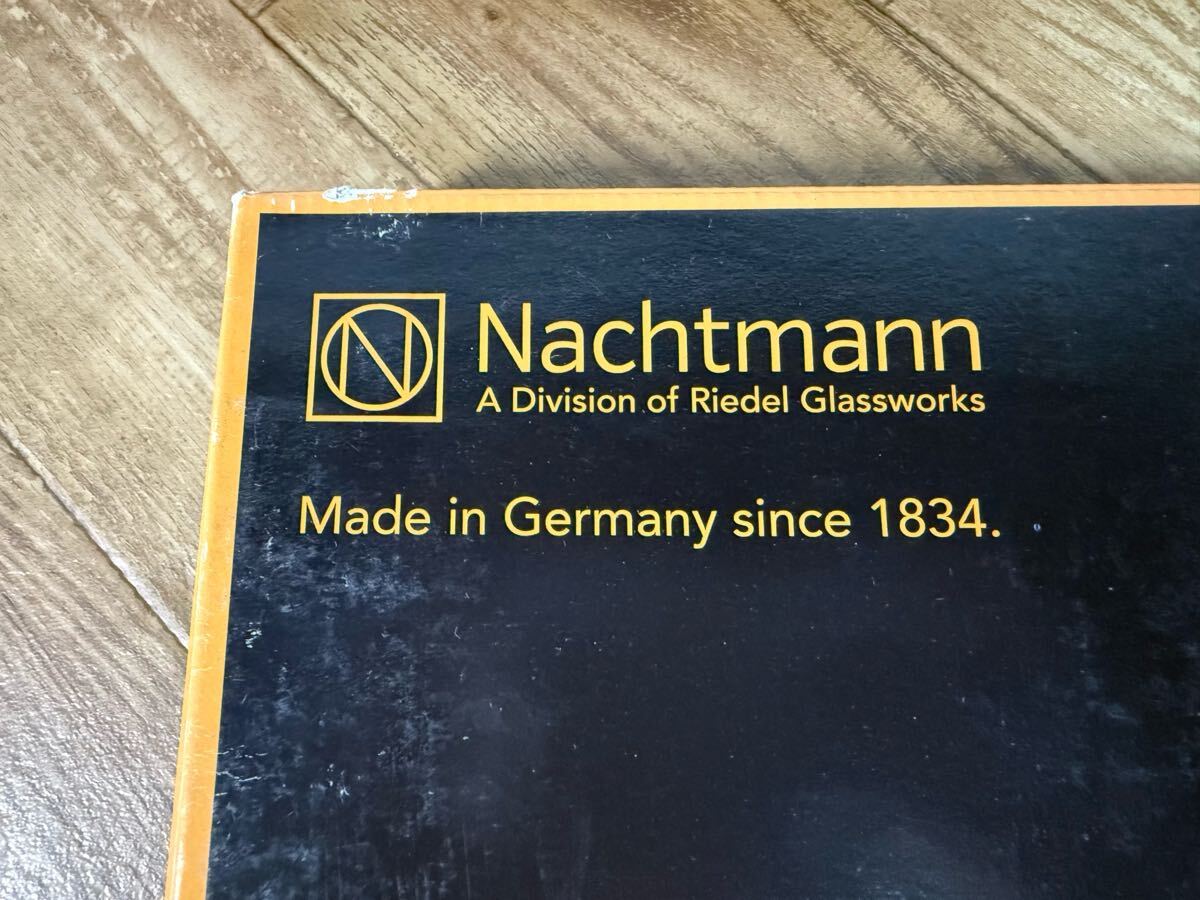 N
Nachtmann
A Division of Riedel Glassworks
Made in Germany since 1834.